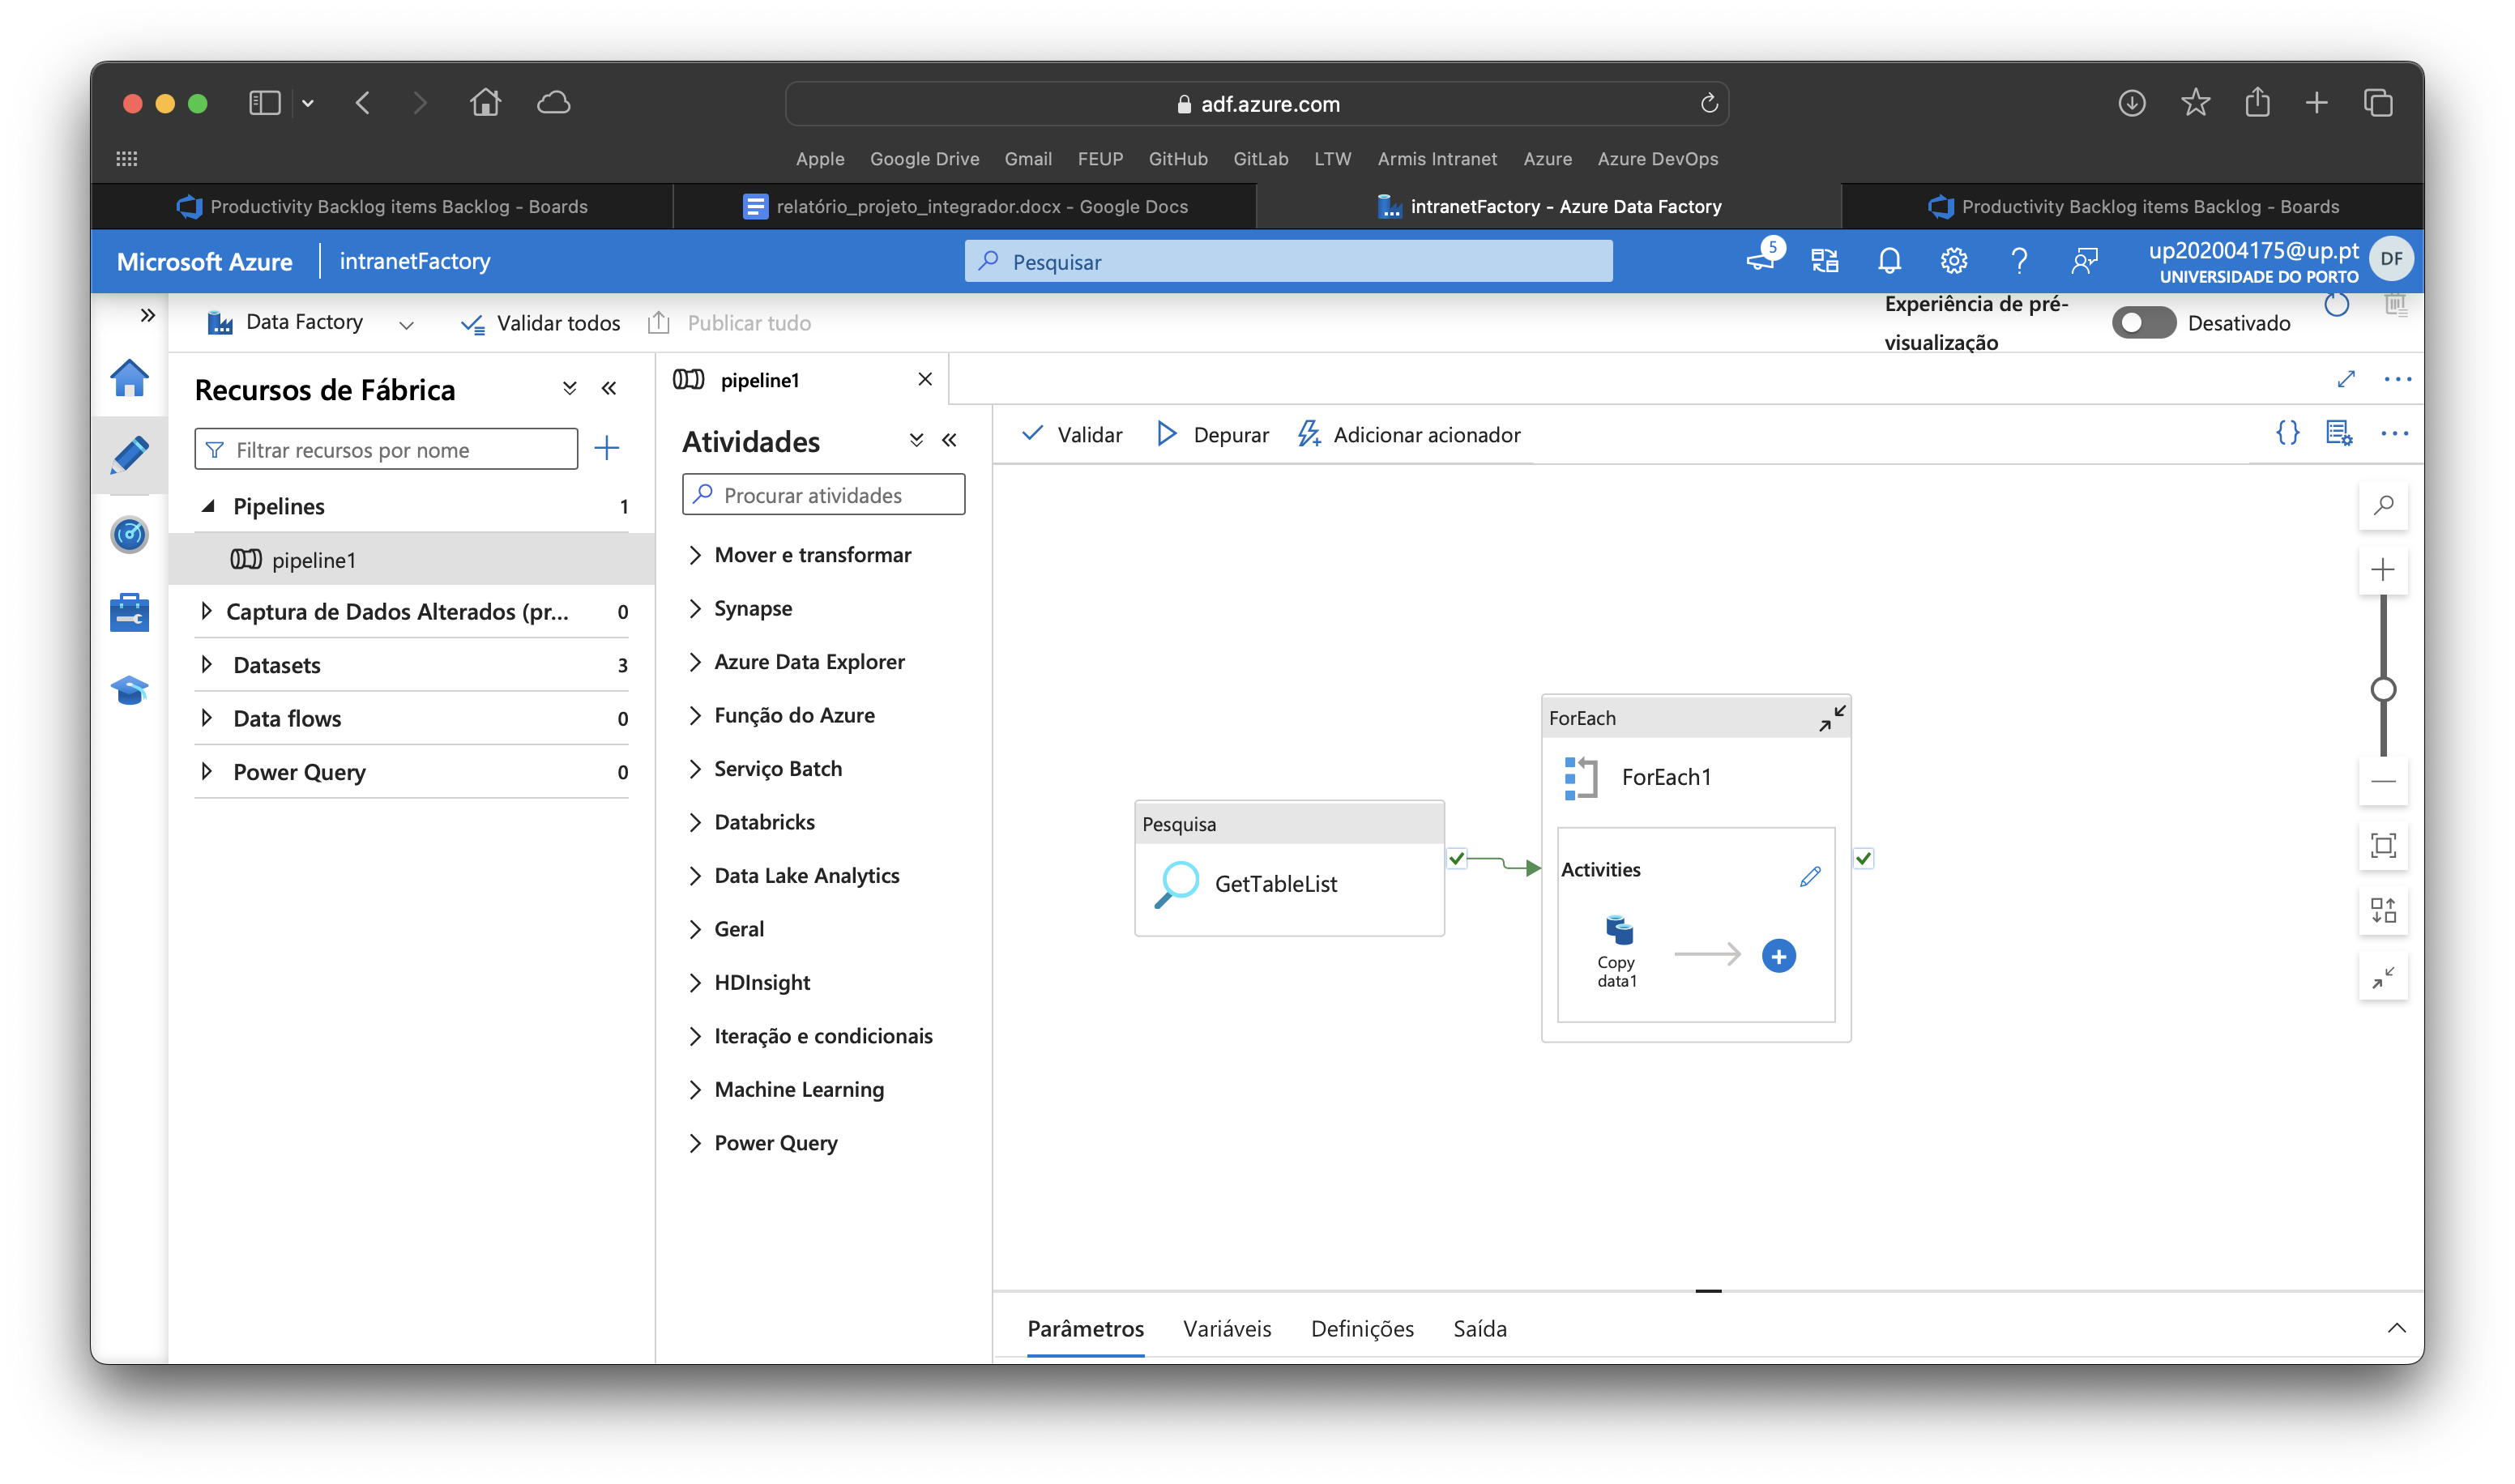 adf.azure.com
Apple Google Drive Gmail FEUP GitHub GitLab LTW Armis Intranet Azure Azure DevOps
Productivity Backlog items Backlog - Boards
relatório_projeto_integrador.docx - Google Docs
intranetFactory - Azure Data Factory
Productivity Backlog items Backlog - Boards
Microsoft Azure
intranetFactory
Pesquisar
5
up202004175@up.pt
UNIVERSIDADE DO PORTO
DF
Data Factory
Validar todos
Publicar tudo
Experiência de pré-
visualização
Desativado
Recursos de Fábrica
Filtrar recursos por nome
Pipelines 1
pipeline1
Captura de Dados Alterados (pr... 0
Datasets 3
Data flows 0
Power Query 0
pipeline1
Atividades
Procurar atividades
Mover e transformar
Synapse
Azure Data Explorer
Função do Azure
Serviço Batch
Databricks
Data Lake Analytics
Geral
HDInsight
Iteração e condicionais
Machine Learning
Power Query
Validar
Depurar
Adicionar acionador
Pesquisa
GetTableList
ForEach
ForEach1
Activities
Copy
data1
Parâmetros
Variáveis
Definições
Saída